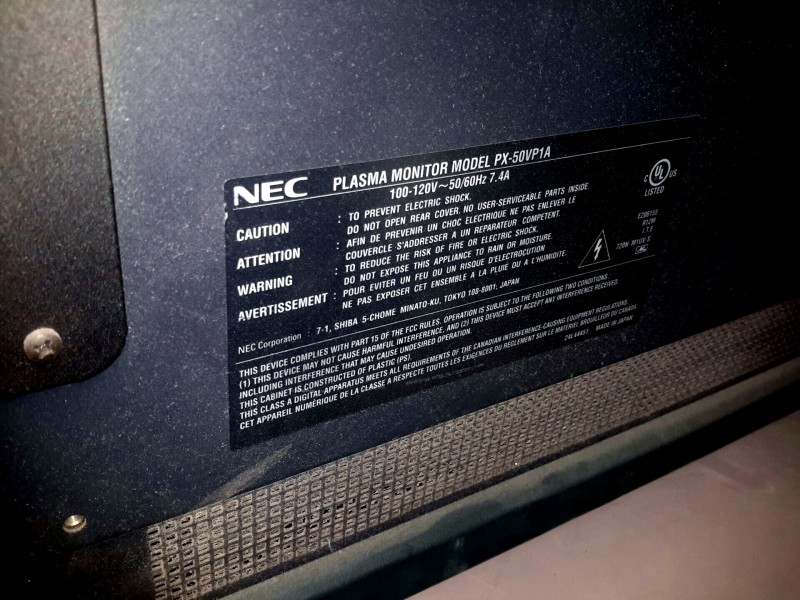 NEC PLASMA MONITOR MODEL PX-50VP1A
100-120V~50/60Hz 7.4A
CAUTION : TO PREVENT ELECTRIC SHOCK.
DO NOT OPEN REAR COVER. NO USER-SERVICEABLE PARTS INSIDE.
ATTENTION : AFIN DE PREVENIR UN CHOC ELECTRIQUE NE PAS ENLEVER LE
COUVERCLE S'ADDRESSER A UN REPARATEUR COMPETENT.
WARNING : TO REDUCE THE RISK OF FIRE OR ELECTRIC SHOCK.
DO NOT EXPOSE THIS APPLIANCE TO RAIN OR MOISTURE.
AVERTISSEMENT : POUR EVITER UN FEU OU UN RISQUE D'ELECTROCUTION
NE PAS EXPOSER CET ENSEMBLE A LA PLUIE OU A L'HUMIDITE.
C UL US
LISTED
I.T.E
NEC Corporation 7-1, SHIBA 5-CHOME MINATO-KU, TOKYO 108-8001, JAPAN
THIS DEVICE COMPLIES WITH PART 15 OF THE FCC RULES. OPERATION IS SUBJECT TO THE FOLLOWING TWO CONDITIONS :
(1) THIS DEVICE MAY NOT CAUSE HARMFUL INTERFERENCE, AND (2) THIS DEVICE MUST ACCEPT ANY INTERFERENCE RECEIVED.
INCLUDING INTERFERENCE THAT MAY CAUSE UNDESIRED OPERATION.
THIS CABINET IS CONSTRUCTED OF PLASTIC (PS)
THIS CLASS A DIGITAL APPARATUS MEETS ALL REQUIREMENTS OF THE CANADIAN INTERFERENCE-CAUSING EQUIPMENT REGULATIONS.
CET APPAREIL NUMÉRIQUE DE LA CLASSE A RESPECTE TOUTES LES EXIGENCES DU RÈGLEMENT SUR LE MATERIEL BROUILLEUR DU CANADA.
24L44451 MADE IN JAPAN